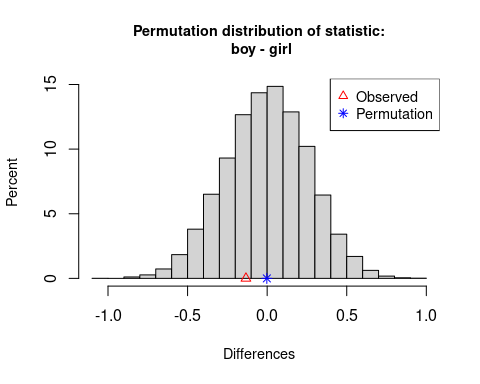 Permutation distribution of statistic:
boy - girl
Observed
Permutation
Percent
15
10
5
0
-1.0 -0.5 0.0 0.5 1.0
Differences